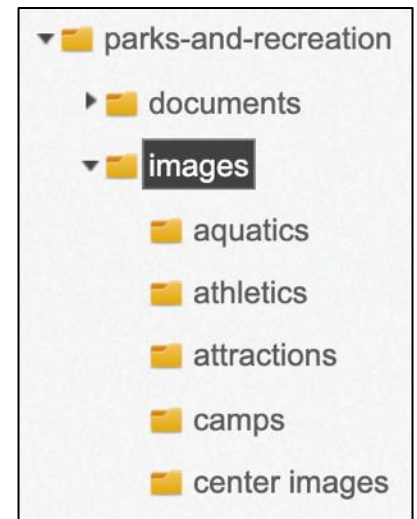 parks-and-recreation
documents
images
aquatics
athletics
attractions
camps
center images